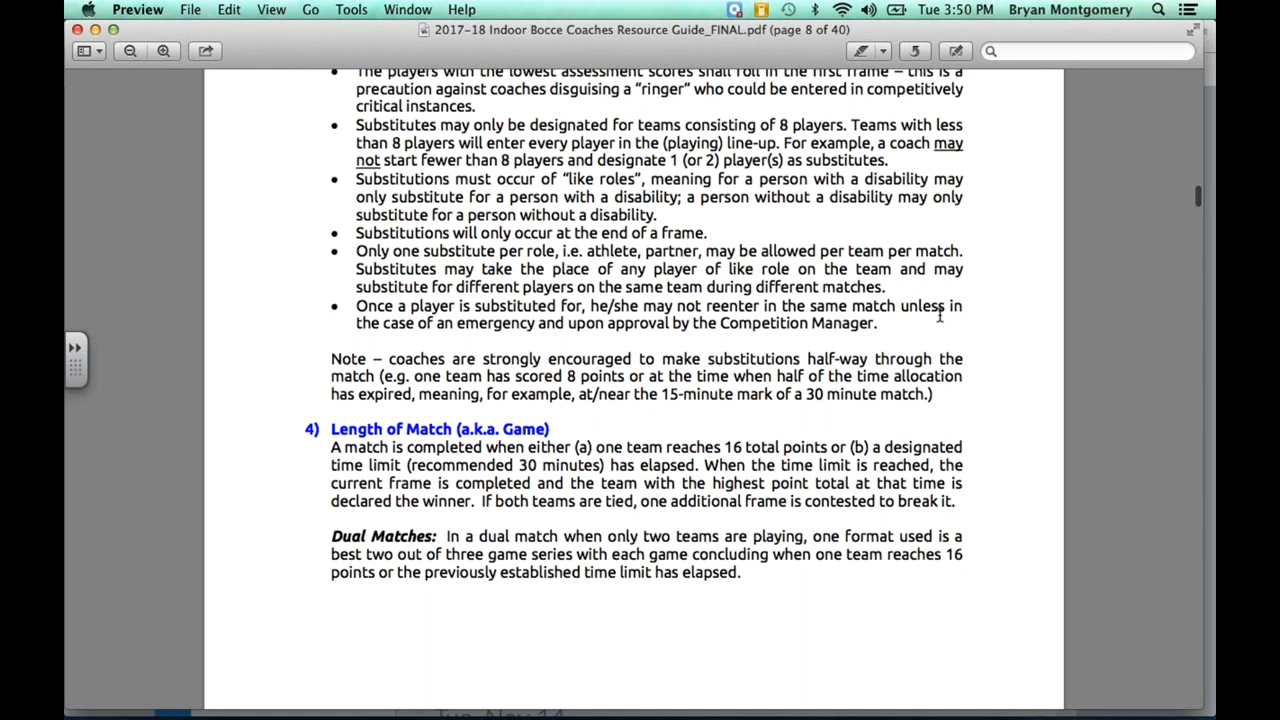 Preview File Edit View Go Tools Window Help Tue 3:50 PM Bryan Montgomery
2017-18 Indoor Bocce Coaches Resource Guide_FINAL.pdf (page 8 of 40)
• The players with the lowest assessment scores shall roll in the first frame – this is a
precaution against coaches disguising a “ringer” who could be entered in competitively
critical instances.
• Substitutes may only be designated for teams consisting of 8 players. Teams with less
than 8 players will enter every player in the (playing) line-up. For example, a coach may
not start fewer than 8 players and designate 1 (or 2) player(s) as substitutes.
• Substitutions must occur of “like roles”, meaning for a person with a disability may
only substitute for a person with a disability; a person without a disability may only
substitute for a person without a disability.
• Substitutions will only occur at the end of a frame.
• Only one substitute per role, i.e. athlete, partner, may be allowed per team per match.
Substitutes may take the place of any player of like role on the team and may
substitute for different players on the same team during different matches.
• Once a player is substituted for, he/she may not reenter in the same match unless in
the case of an emergency and upon approval by the Competition Manager.
Note – coaches are strongly encouraged to make substitutions half-way through the
match (e.g. one team has scored 8 points or at the time when half of the time allocation
has expired, meaning, for example, at/near the 15-minute mark of a 30 minute match.)
4) Length of Match (a.k.a. Game)
A match is completed when either (a) one team reaches 16 total points or (b) a designated
time limit (recommended 30 minutes) has elapsed. When the time limit is reached, the
current frame is completed and the team with the highest point total at that time is
declared the winner. If both teams are tied, one additional frame is contested to break it.
Dual Matches: In a dual match when only two teams are playing, one format used is a
best two out of three game series with each game concluding when one team reaches 16
points or the previously established time limit has elapsed.
Tue, Nov 14